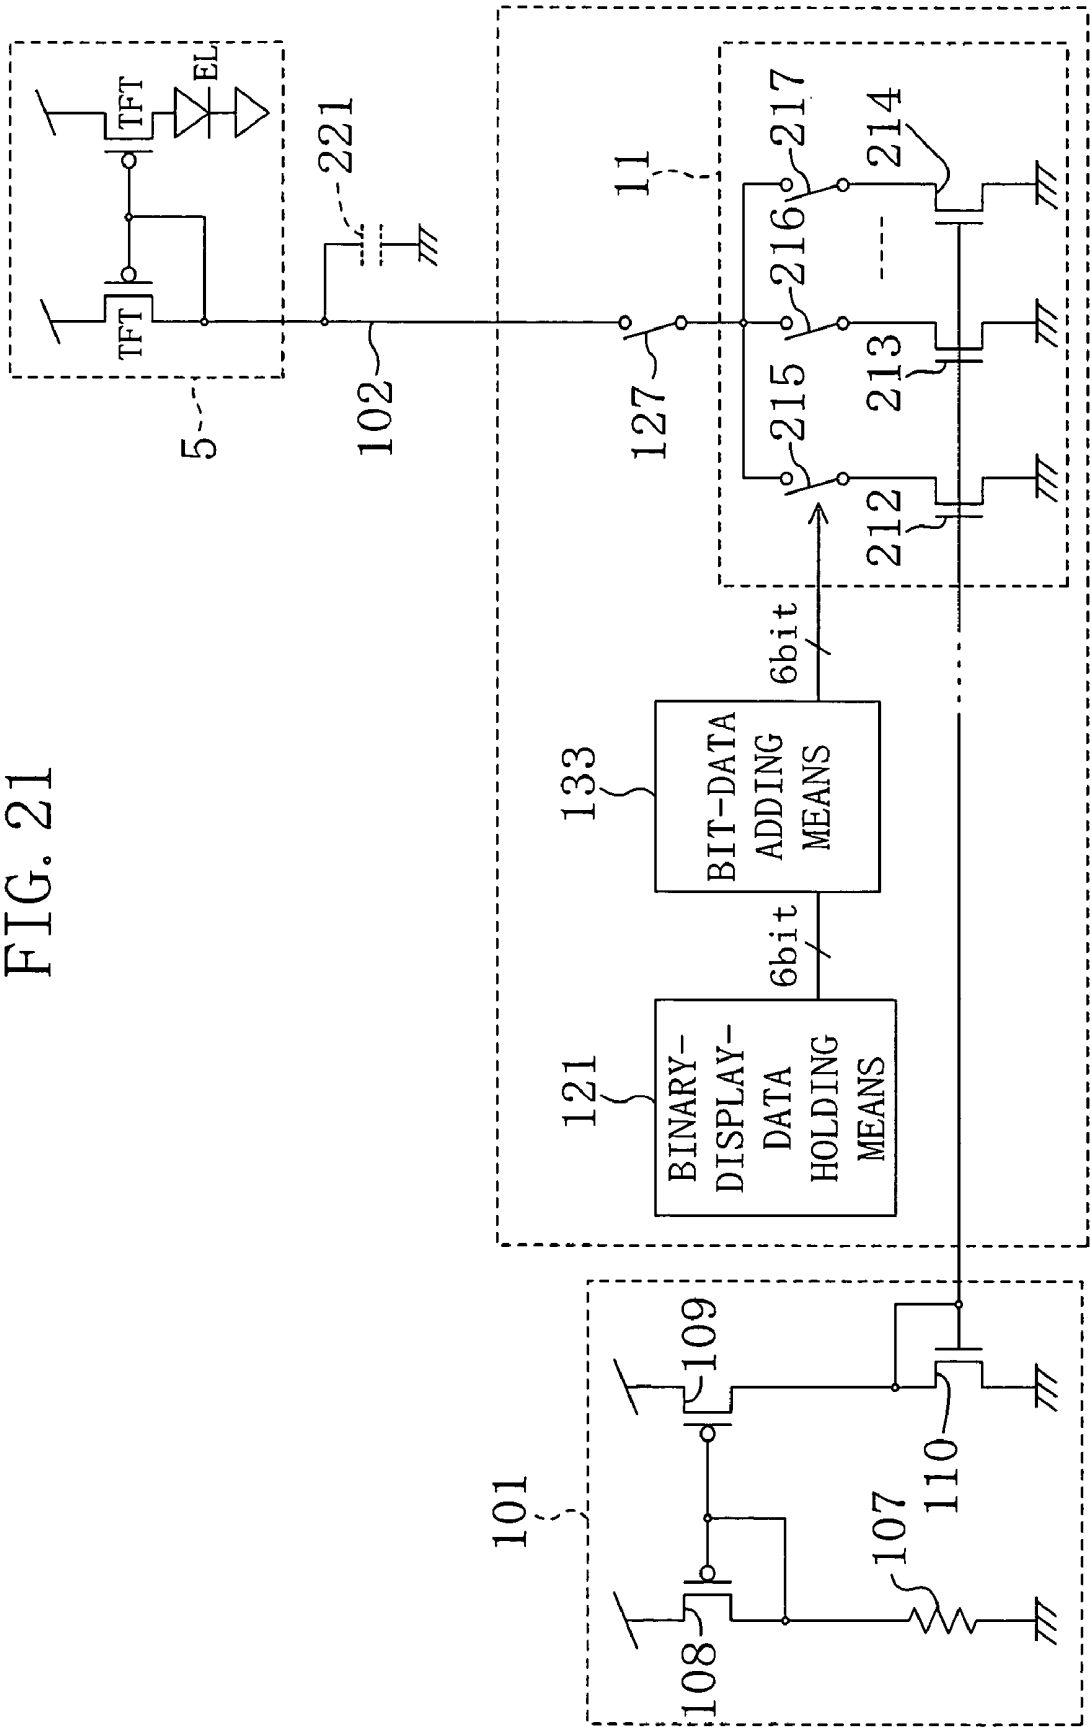 FIG. 21
101
108
109
107
110
121
BINARY-
DISPLAY-
DATA
HOLDING
MEANS
6bit
133
BIT-DATA
ADDING
MEANS
6bit
5
TFT
TFT
EL
102
221
127
11
215
216
217
212
213
214